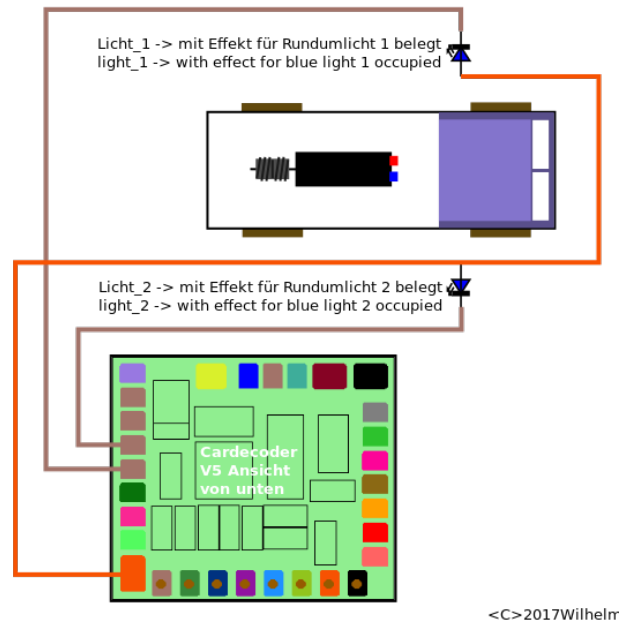 Licht_1 -> mit Effekt für Rundumlicht 1 belegt
light_1 -> with effect for blue light 1 occupied
Licht_2 -> mit Effekt für Rundumlicht 2 belegt
light_2 -> with effect for blue light 2 occupied
Cardecoder
V5 Ansicht
von unten
<C>2017Wilhelm